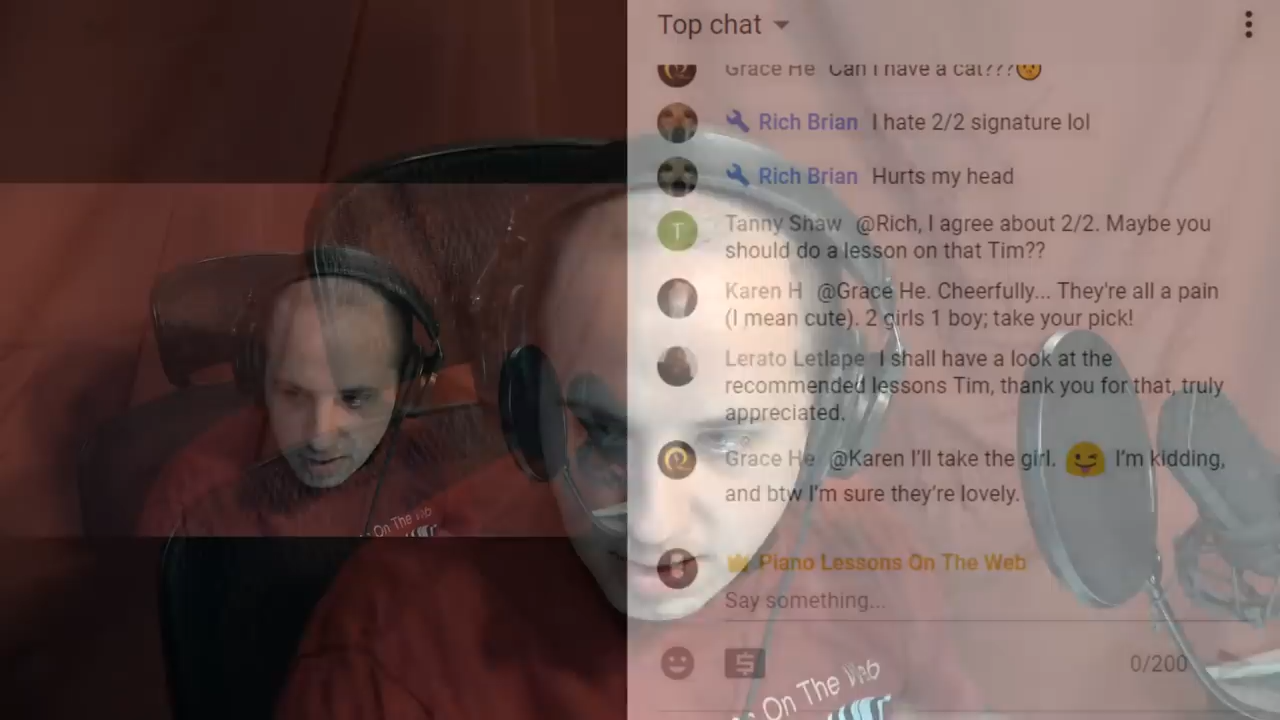 Top chat
Grace He Can I have a cat???
Rich Brian I hate 2/2 signature lol
Rich Brian Hurts my head
T Tanny Shaw @Rich, I agree about 2/2. Maybe you
should do a lesson on that Tim??
Karen H @Grace He. Cheerfully... They're all a pain
(I mean cute). 2 girls 1 boy; take your pick!
Lerato Letlape I shall have a look at the
recommended lessons Tim, thank you for that, truly
appreciated.
Grace He @Karen I'll take the girl. 😜 I'm kidding,
and btw I'm sure they're lovely.
Piano Lessons On The Web
Say something...
0/200
On The Web
On The Web